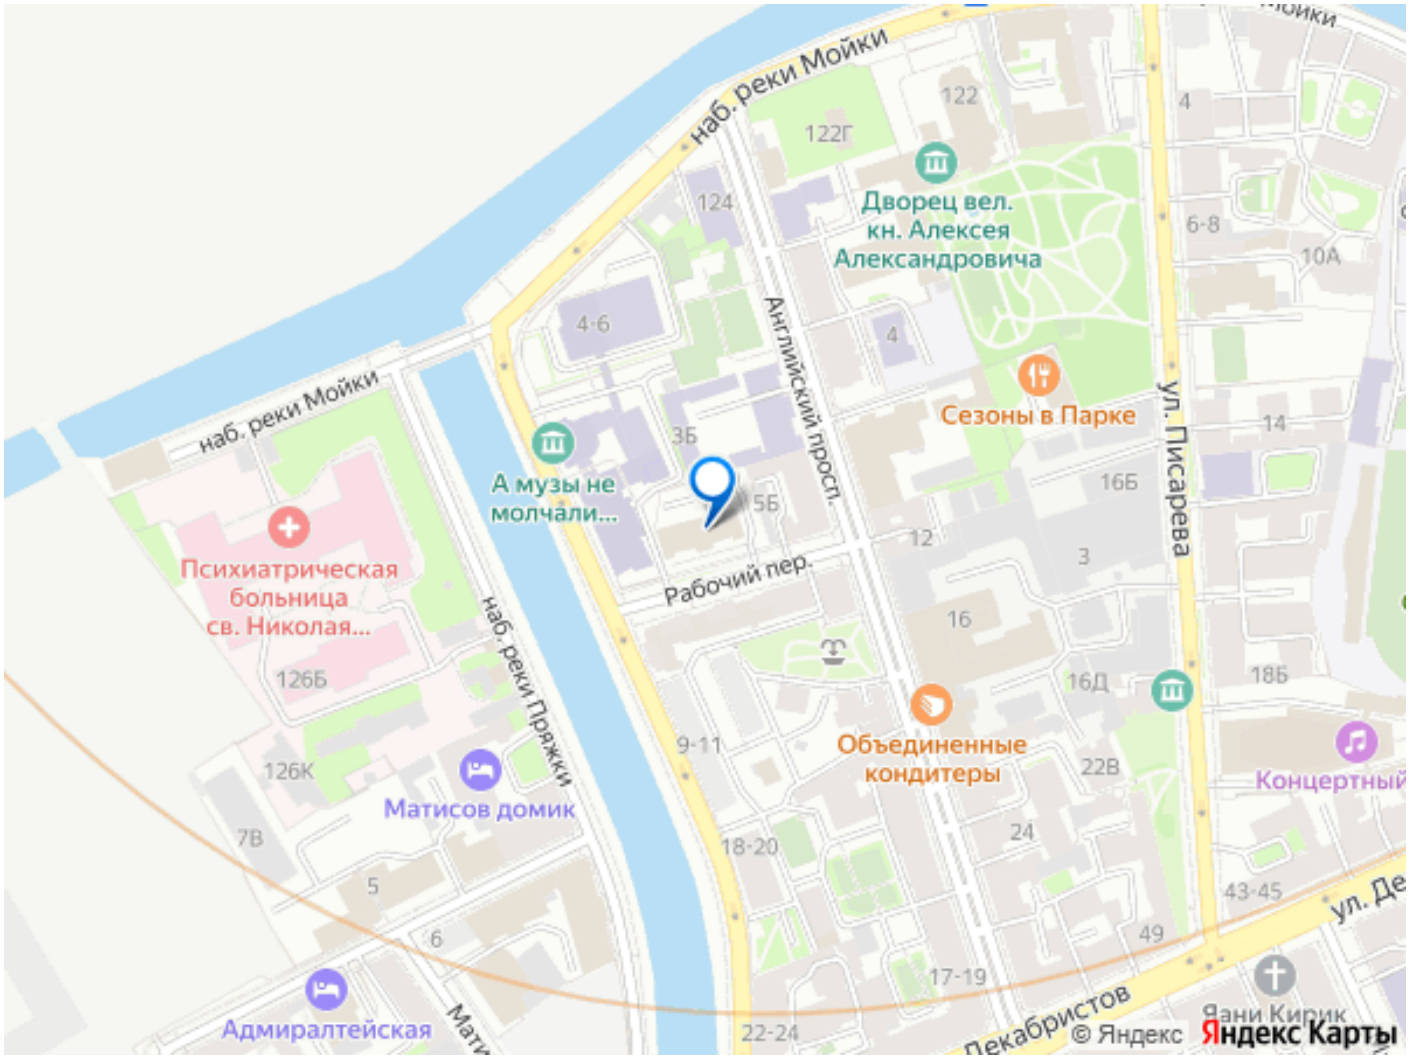 Мойки
наб. реки Мойки
122
4
122Г
Дворец вел.
кн. Алексея
Александровича
124
6-8
10А
4-6
4
Английский просп.
наб. реки Мойки
Сезоны в Парке
ул. Писарева
14
3Б
А музы не
молчали...
5Б
16Б
12
3
Психиатрическая
больница
св. Николая...
Рабочий пер.
наб. реки Пряжки
16
126Б
16Д
18Б
9-11
Объединенные
кондитеры
22В
Концертный
126К
Матисов домик
7В
24
18-20
5
43-45
ул. Де
6
49
17-19
Адмиралтейская
Мати
22-24
Декабристов
Яани Кирик
© Яндекс
Яндекс Карты